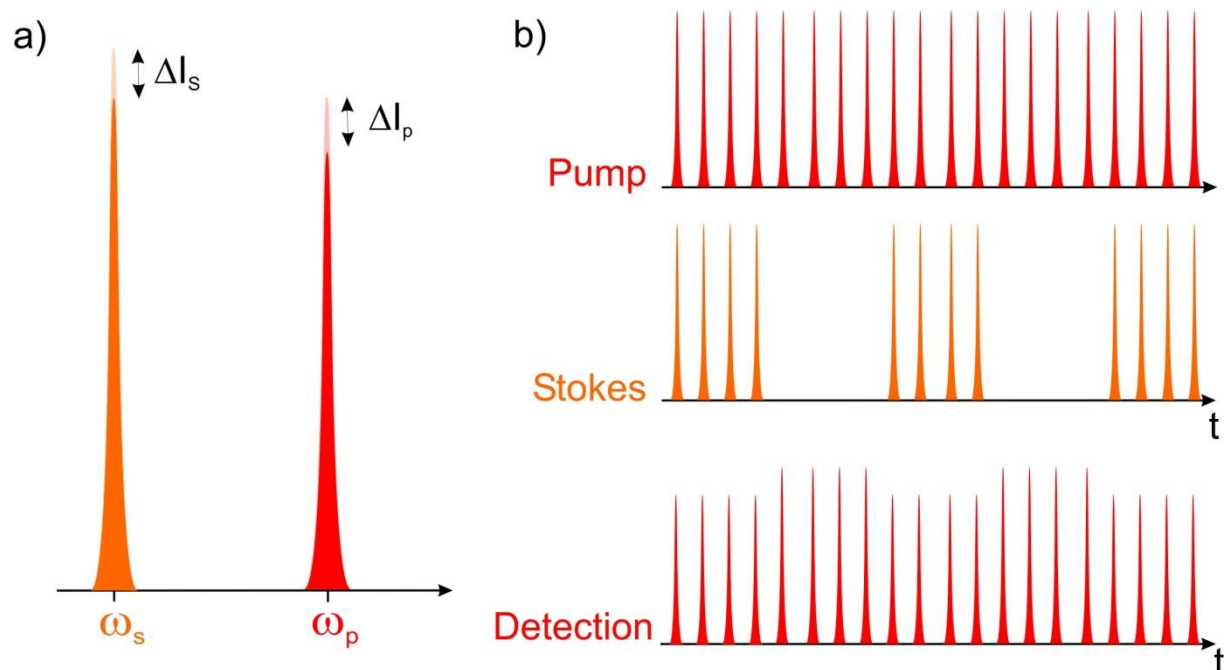 a)
ΔIₛ
ΔIₚ
ωₛ
ωₚ
b)
Pump
Stokes
t
Detection
t